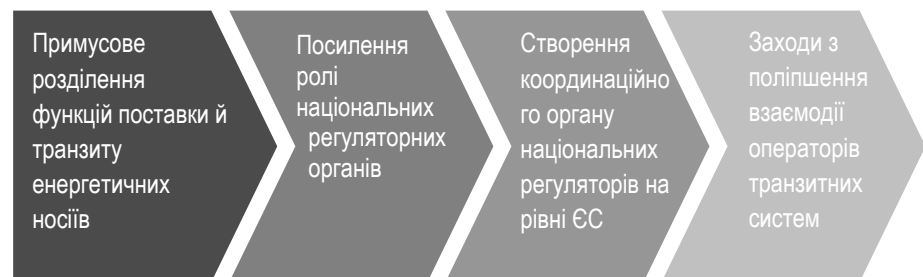 Примусове
розділення
функцій поставки й
транзиту
енергетичних
носіїв
Посилення
ролі
національних
регуляторних
органів
Створення
координаційно
го органу
національних
регуляторів на
рівні ЄС
Заходи з
поліпшення
взаємодії
операторів
транзитних
систем